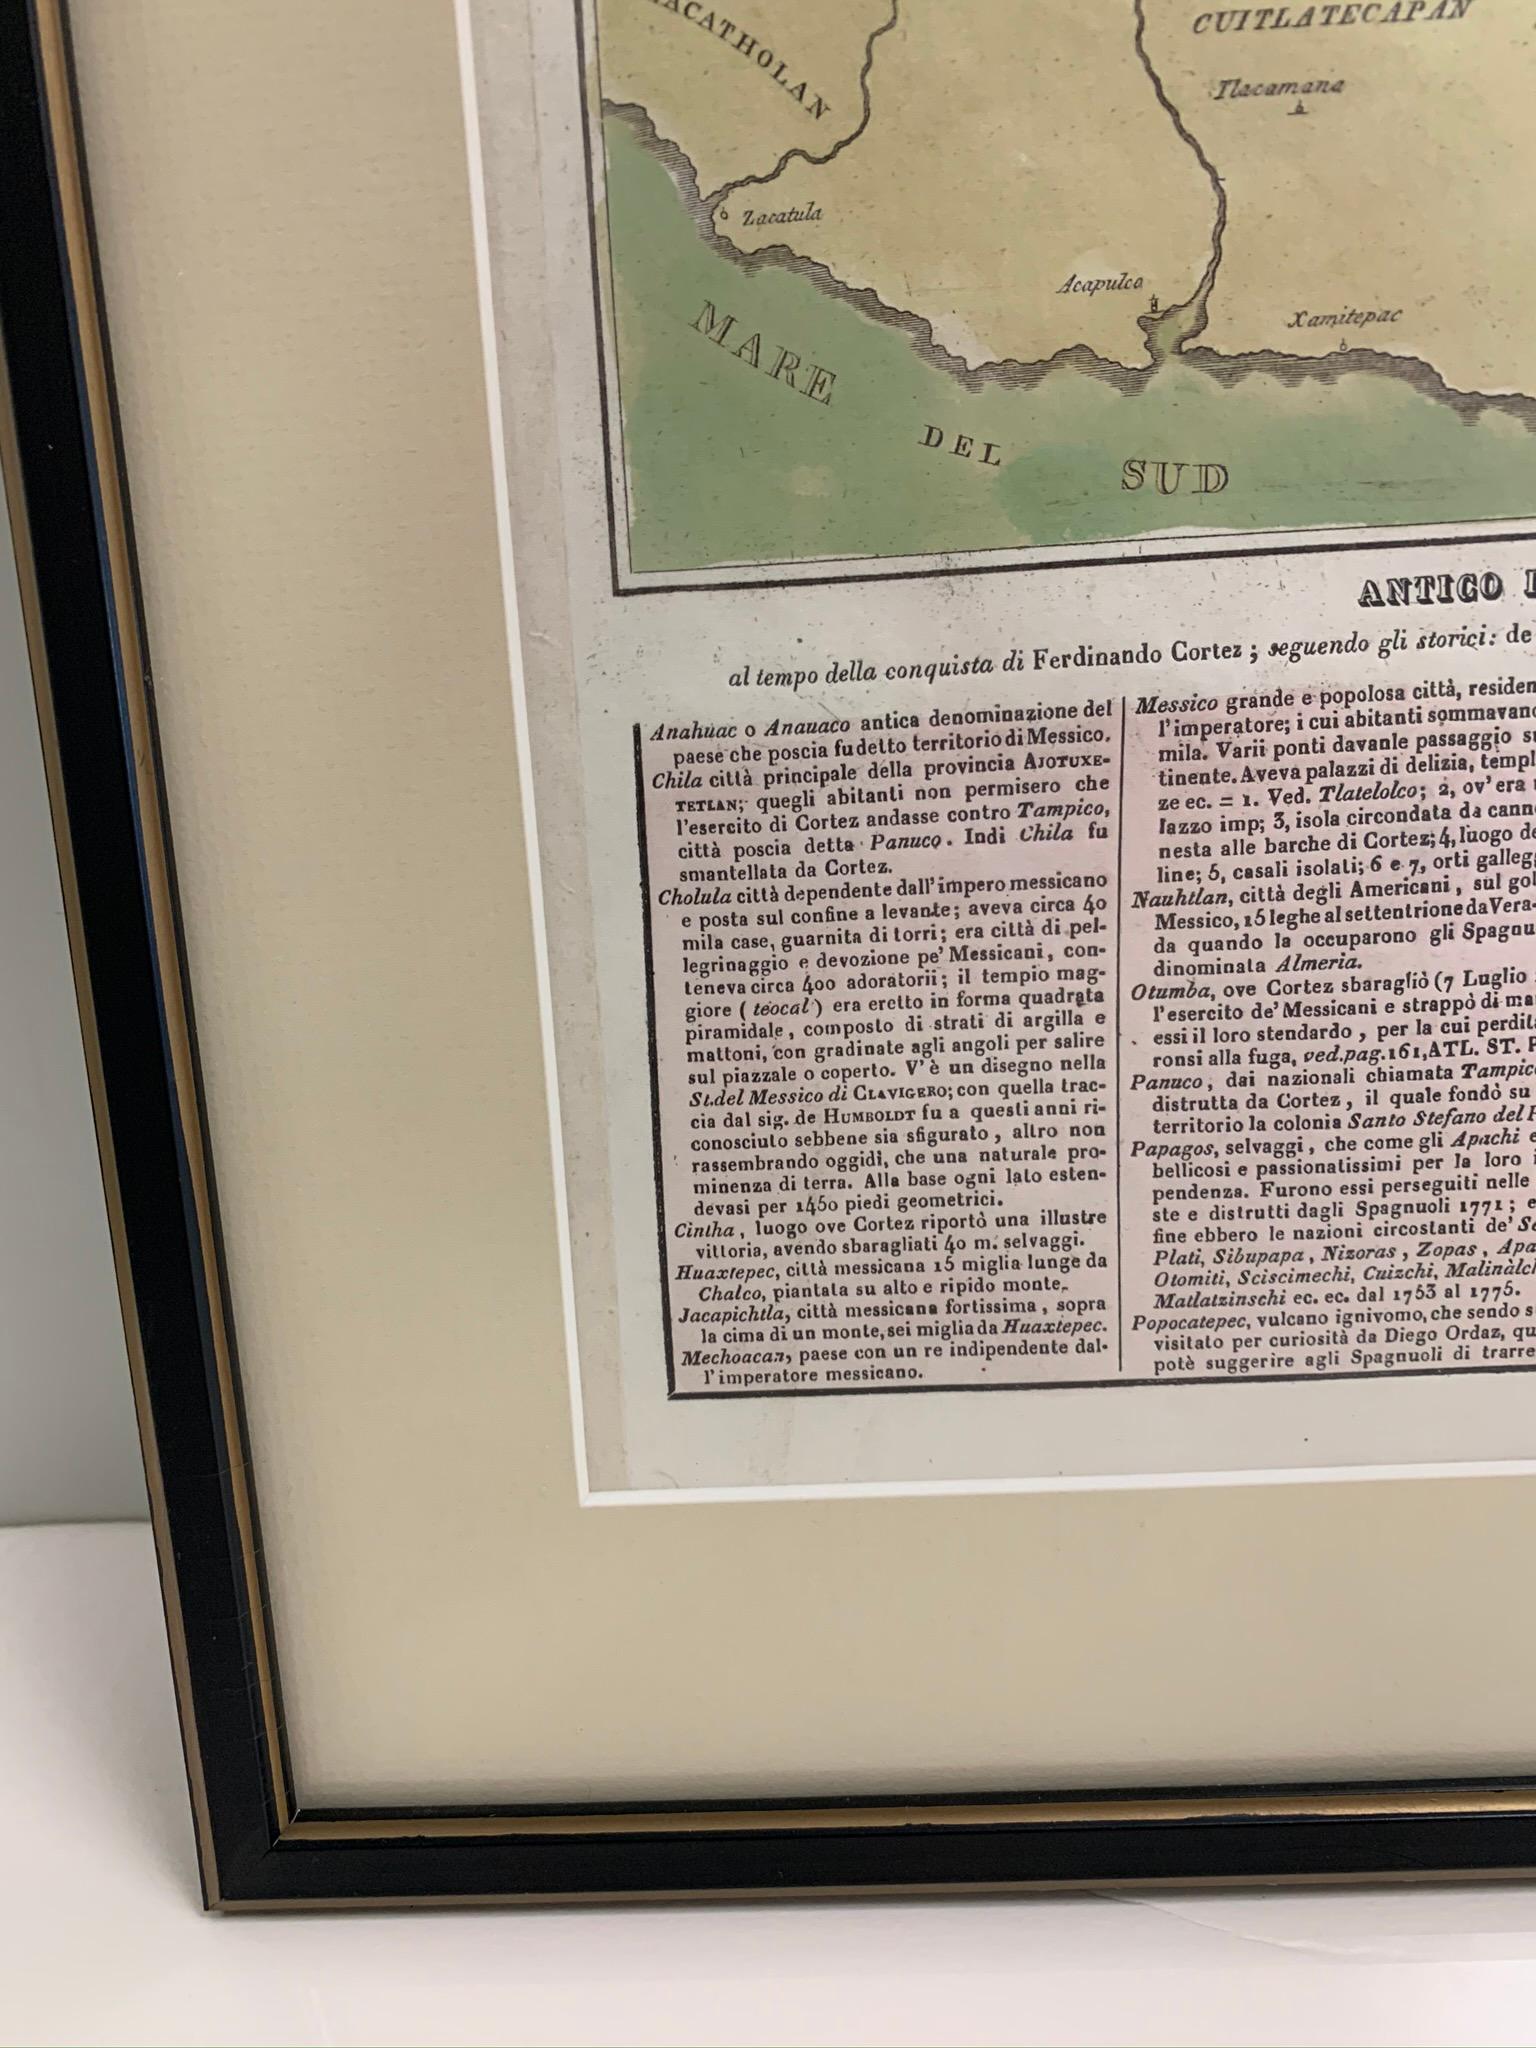 ACATHOLAN
CUITLATECAPAN
Tlacamana
Zacatula
Acapulco
Xamitepac
MARE
DEL
SUD
ANTICO
al tempo della conquista di Ferdinando Cortez ; seguendo gli storici: de
Anahuac o Anauaco antica denominazione del
paese che poscia fu detto territorio di Messico.
Chila città principale della provincia AJOTUXE-
TETLAN; quegli abitanti non permisero che
l'esercito di Cortez andasse contro Tampico,
città poscia detta Panuco. Indi Chila fu
smantellata da Cortez.
Cholula città dependente dall'impero messicano
e posta sul confine a levante; aveva circa 40
mila case, guarnita di torri; era città di pel-
legrinaggio e devozione pe' Messicani, con-
teneva circa 400 adoratorii; il tempio mag-
giore ( teocal ) era eretto in forma quadrata
piramidale, composto di strati di argilla e
mattoni, con gradinate agli angoli per salire
sul piazzale o coperto. V'è un disegno nella
St. del Messico di CLAVIGERO; con quella trac-
cia dal sig. de HUMBOLDT fu a questi anni ri-
conosciuto sebbene sia sfigurato, altro non
rassembrando oggidì, che una naturale pro-
minenza di terra. Alla base ogni lato esten-
devasi per 1450 piedi geometrici.
Cintha, luogo ove Cortez riportò una illustre
vittoria, avendo sbaragliati 40 m. selvaggi.
Huaxtepec, città messicana 15 miglia lunge da
Chalco, piantata su alto e ripido monte.
Jacapichtla, città messicana fortissima, sopra
la cima di un monte, sei miglia da Huaxtepec.
Mechoacan, paese con un re indipendente dal-
l'imperatore messicano.
Messico grande e popolosa città, residen
l'imperatore; i cui abitanti sommavano
mila. Varii ponti davanle passaggio su
tinente. Aveva palazzi di delizia, templ
ze ec. = 1. Ved. Tlatelolco; 2, ov'era
lazzo imp; 3, isola circondata da canne
nesta alle barche di Cortez; 4, luogo de
line; 5, casali isolati; 6 e 7, orti galleg
Nauhtlan, città degli Americani, sul gol
Messico, 15 leghe al settentrione da Vera-
da quando la occuparono gli Spagnu
dinominata Almeria.
Otumba, ove Cortez sbaragliò (7 Luglio
l'esercito de' Messicani e strappò di ma
essi il loro stendardo, per la cui perdita
ronsi alla fuga, ved. pag. 161, ATL. ST. P
Panuco, dai nazionali chiamata Tampico
distrutta da Cortez, il quale fondò su
territorio la colonia Santo Stefano del P
Papagos, selvaggi, che come gli Apachi e
bellicosi e passionatissimi per la loro i
pendenza. Furono essi perseguiti nelle
ste e distrutti dagli Spagnuoli 1771; e
fine ebbero le nazioni circostanti de' Se
Plati, Sibupapa, Nizoras, Zopas, Apa
Otomiti, Sciscimechi, Cuizchi, Malinalch
Matlatzinschi ec. ec. dal 1753 al 1775.
Popocatepec, vulcano ignivomo, che sendo s
visitato per curiosità da Diego Ordaz, qu
potè suggerire agli Spagnuoli di trarre